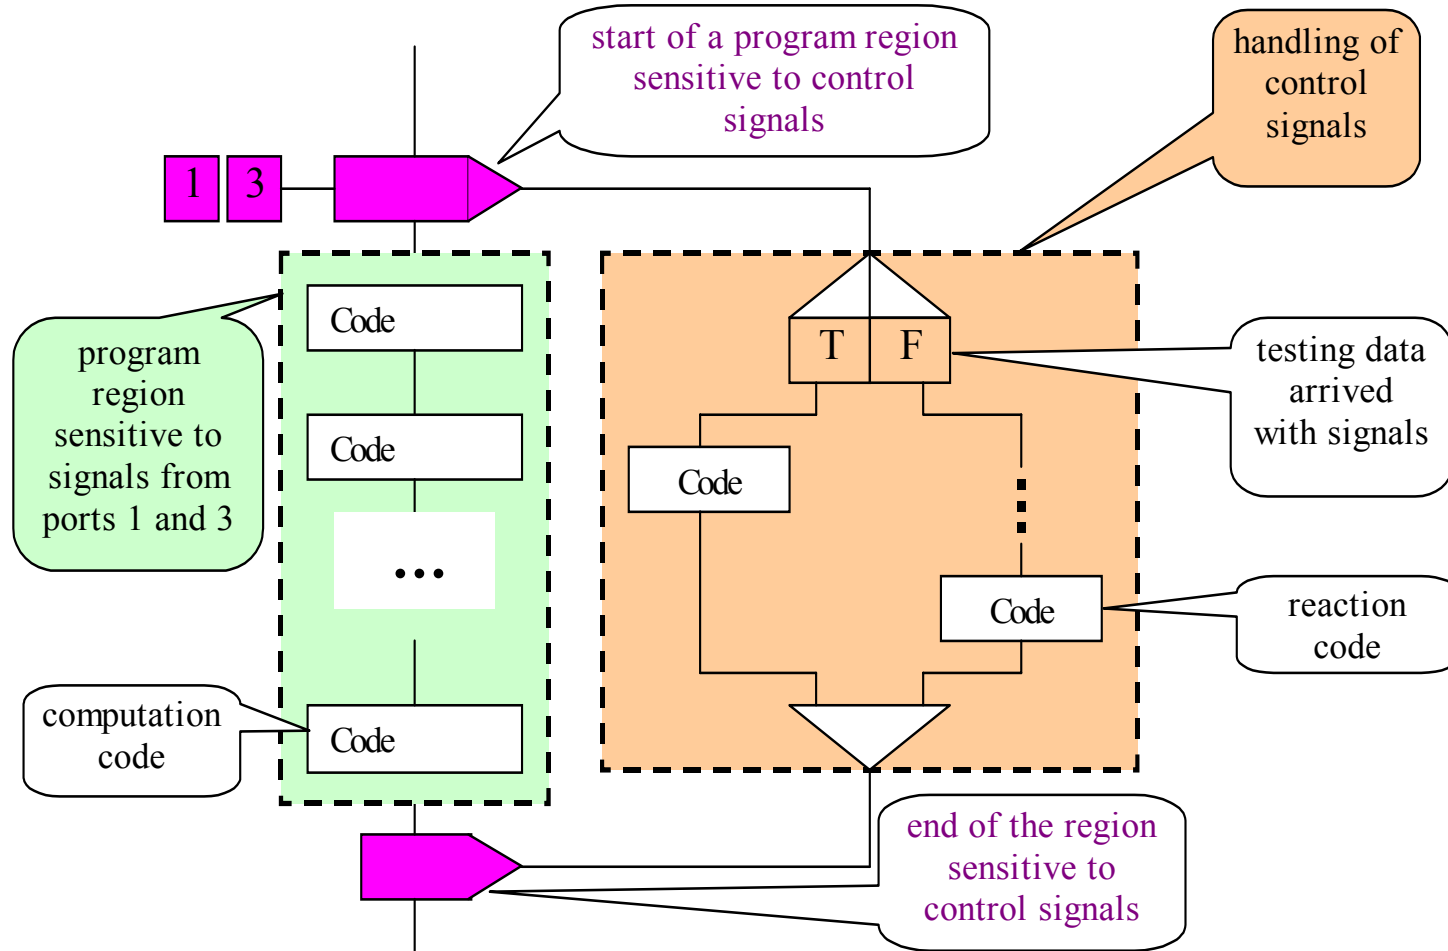 start of a program region
sensitive to control
signals
handling of
control
signals
1 3
Code
T F
program
region
sensitive to
signals from
ports 1 and 3
testing data
arrived
with signals
Code
Code
...
Code
reaction
code
computation
code
Code
end of the region
sensitive to
control signals